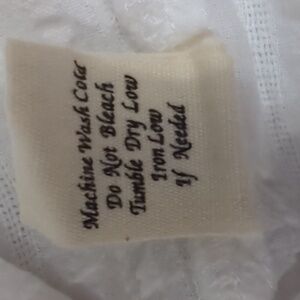 Machine Wash Cold
Do Not Bleach
Tumble Dry Low
Iron Low
If Needed